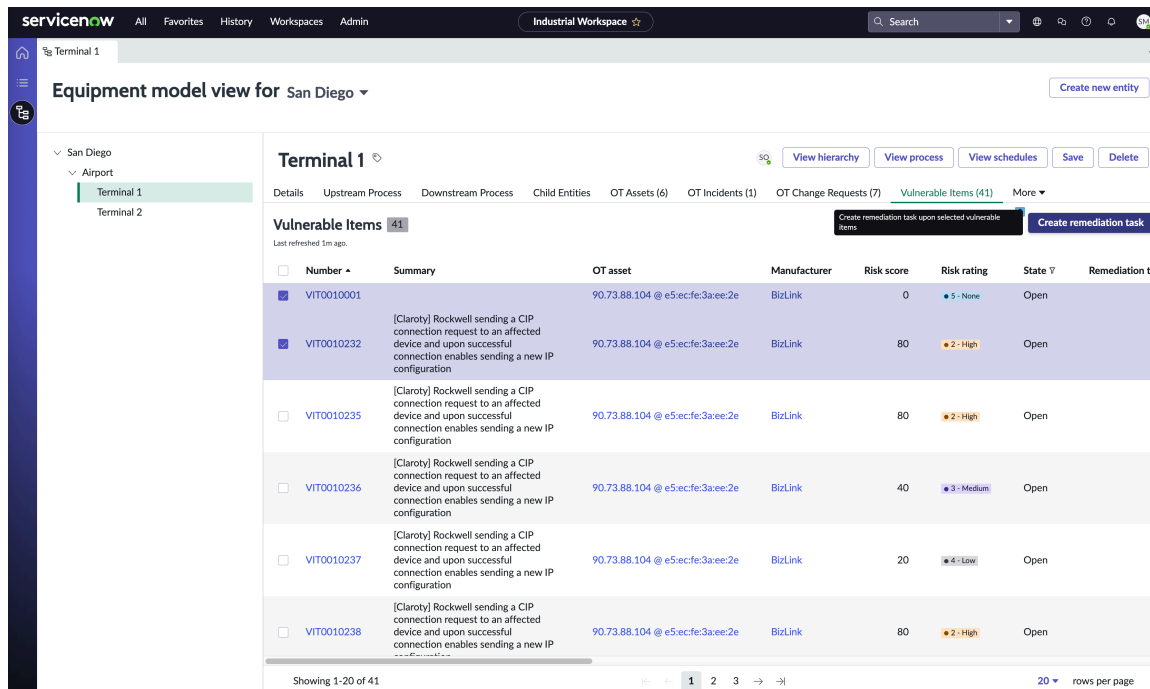 servicenow All Favorites History Workspaces Admin Industrial Workspace Search SM
Terminal 1
Equipment model view for San Diego
Create new entity
San Diego
Airport
Terminal 1
Terminal 2
Terminal 1
SO View hierarchy View process View schedules Save Delete
Details Upstream Process Downstream Process Child Entities OT Assets (6) OT Incidents (1) OT Change Requests (7) Vulnerable Items (41) More
Vulnerable Items 41
Last refreshed 1m ago.
Create remediation task upon selected vulnerable
items
Create remediation task
Number Summary OT asset Manufacturer Risk score Risk rating State Remediation t
VIT0010001 90.73.88.104 @ e5:ec:fe:3a:ee:2e BizLink 0 5 - None Open
[Claroty] Rockwell sending a CIP
connection request to an affected
VIT0010232 device and upon successful 90.73.88.104 @ e5:ec:fe:3a:ee:2e BizLink 80 2 - High Open
connection enables sending a new IP
configuration
[Claroty] Rockwell sending a CIP
connection request to an affected
VIT0010235 device and upon successful 90.73.88.104 @ e5:ec:fe:3a:ee:2e BizLink 80 2 - High Open
connection enables sending a new IP
configuration
[Claroty] Rockwell sending a CIP
connection request to an affected
VIT0010236 device and upon successful 90.73.88.104 @ e5:ec:fe:3a:ee:2e BizLink 40 3 - Medium Open
connection enables sending a new IP
configuration
[Claroty] Rockwell sending a CIP
connection request to an affected
VIT0010237 device and upon successful 90.73.88.104 @ e5:ec:fe:3a:ee:2e BizLink 20 4 - Low Open
connection enables sending a new IP
configuration
[Claroty] Rockwell sending a CIP
connection request to an affected
VIT0010238 device and upon successful 90.73.88.104 @ e5:ec:fe:3a:ee:2e BizLink 80 2 - High Open
connection enables sending a new IP
Showing 1-20 of 41 1 2 3 20 rows per page